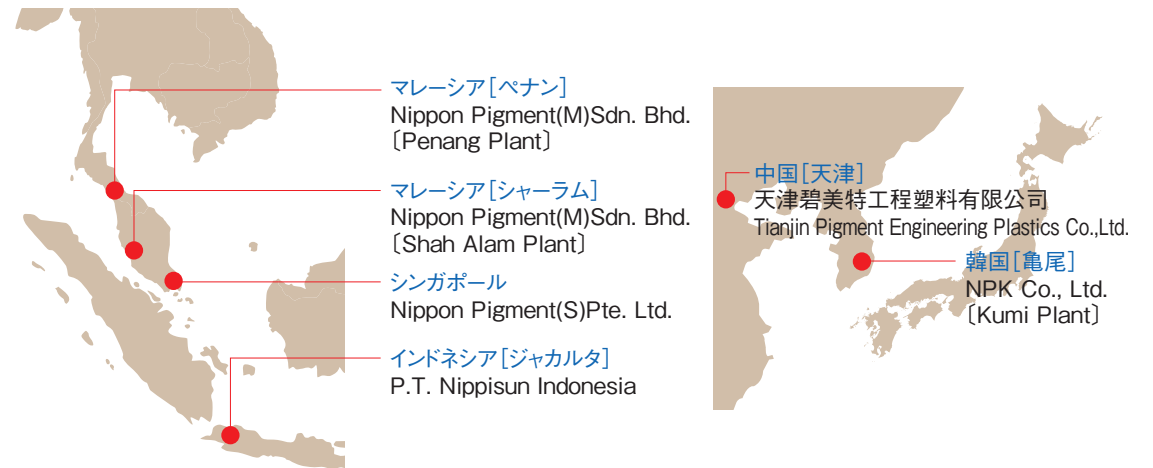 マレーシア[ペナン]
Nippon Pigment(M)Sdn. Bhd.
〔Penang Plant〕
マレーシア[シャーラム]
Nippon Pigment(M)Sdn. Bhd.
〔Shah Alam Plant〕
シンガポール
Nippon Pigment(S)Pte. Ltd.
インドネシア[ジャカルタ]
P.T. Nippisun Indonesia
中国[天津]
天津碧美特工程塑料有限公司
Tianjin Pigment Engineering Plastics Co.,Ltd.
韓国[亀尾]
NPK Co., Ltd.
〔Kumi Plant〕